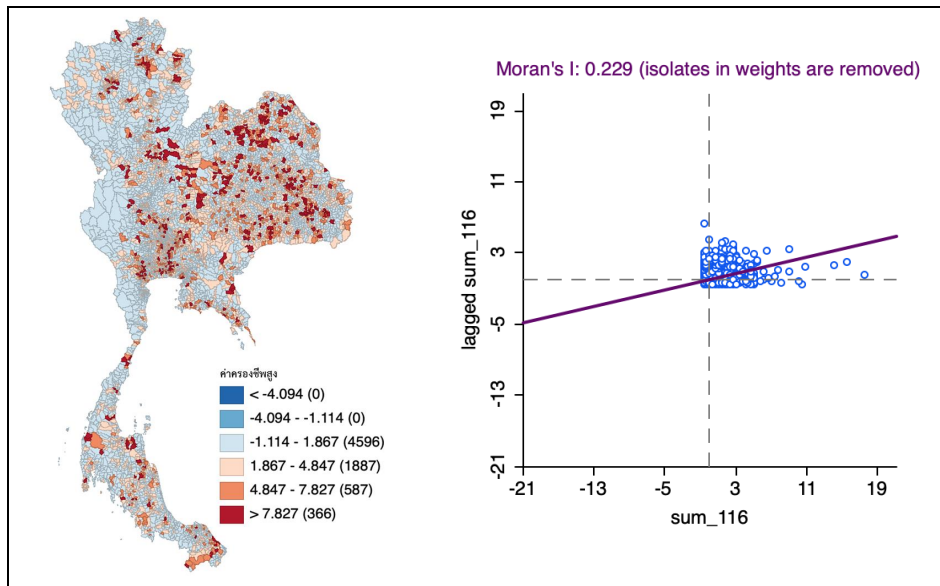 Moran's I: 0.229 (isolates in weights are removed)
ค่าครองชีพสูง
< -4.094 (0)
-4.094 - -1.114 (0)
-1.114 - 1.867 (4596)
1.867 - 4.847 (1887)
4.847 - 7.827 (587)
> 7.827 (366)
lagged sum_116
19
11
3
-5
-13
-21
-21 -13 -5 3 11 19
sum_116